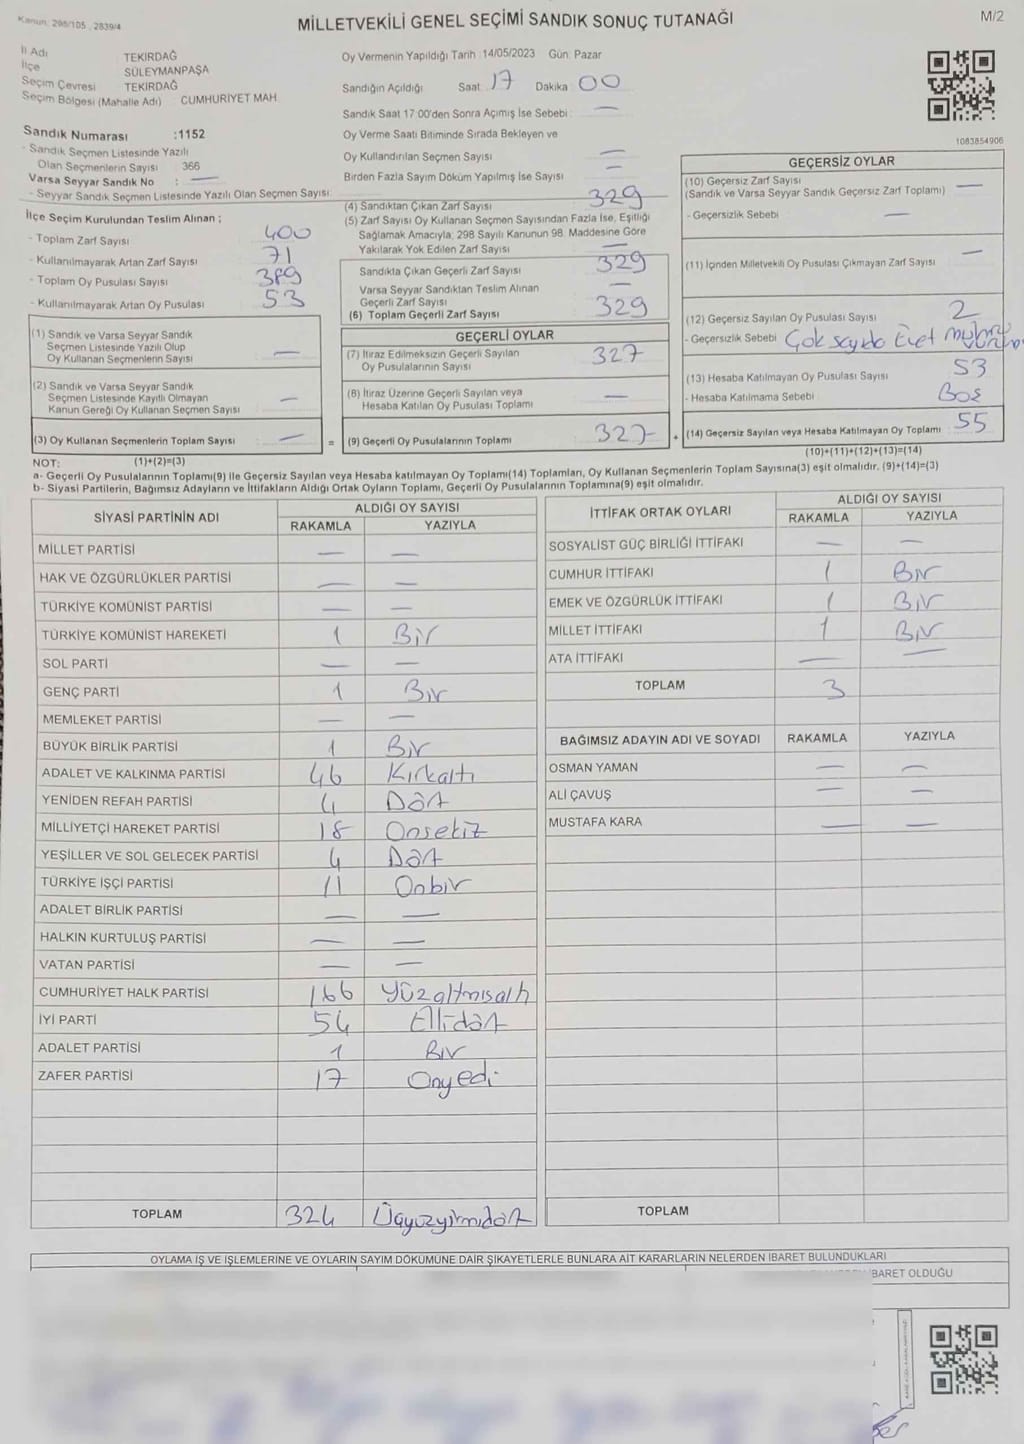 Kanun: 298/105 , 2839/4
MİLLETVEKİLİ GENEL SEÇİMİ SANDIK SONUÇ TUTANAĞI
M/2
İl Adı TEKİRDAĞ
İlçe SÜLEYMANPAŞA
Seçim Çevresi TEKİRDAĞ
Seçim Bölgesi (Mahalle Adı) CUMHURİYET MAH.
Sandık Numarası :1152
- Sandık Seçmen Listesinde Yazılı
Olan Seçmenlerin Sayısı 366
Varsa Seyyar Sandık No : —
- Seyyar Sandık Seçmen Listesinde Yazılı Olan Seçmen Sayısı: —
İlçe Seçim Kurulundan Teslim Alınan ;
- Toplam Zarf Sayısı 400
- Kullanılmayarak Artan Zarf Sayısı 71
- Toplam Oy Pusulası Sayısı 389
- Kullanılmayarak Artan Oy Pusulası 53
Oy Vermenin Yapıldığı Tarih :14/05/2023 Gün: Pazar
Sandığın Açıldığı Saat 17 Dakika 00
Sandık Saat 17:00'den Sonra Açımış İse Sebebi : —
Oy Verme Saati Bitiminde Sırada Bekleyen ve
Oy Kullandırılan Seçmen Sayısı —
Birden Fazla Sayım Döküm Yapılmış İse Sayısı —
(4) Sandıktan Çıkan Zarf Sayısı 329
(5) Zarf Sayısı Oy Kullanan Seçmen Sayısından Fazla İse, Eşitliği
Sağlamak Amacıyla; 298 Sayılı Kanunun 98. Maddesine Göre
Yakılarak Yok Edilen Zarf Sayısı —
Sandıkta Çıkan Geçerli Zarf Sayısı 329
Varsa Seyyar Sandıktan Teslim Alınan
Geçerli Zarf Sayısı —
(6) Toplam Geçerli Zarf Sayısı 329
1083854906
GEÇERSİZ OYLAR
(10) Geçersiz Zarf Sayısı
(Sandık ve Varsa Seyyar Sandık Geçersiz Zarf Toplamı) —
- Geçersizlik Sebebi —
(11) İçinden Milletvekili Oy Pusulası Çıkmayan Zarf Sayısı —
(12) Geçersiz Sayılan Oy Pusulası Sayısı 2
- Geçersizlik Sebebi Çok Sayıda Evet
(13) Hesaba Katılmayan Oy Pusulası Sayısı 53
- Hesaba Katılmama Sebebi Boş
(14) Geçersiz Sayılan veya Hesaba Katılmayan Oy Toplamı 55
(10)+(11)+(12)+(13)=(14)
(1) Sandık ve Varsa Seyyar Sandık
Seçmen Listesinde Yazılı Olup
Oy Kullanan Seçmenlerin Sayısı —
(2) Sandık ve Varsa Seyyar Sandık
Seçmen Listesinde Kayıtlı Olmayan
Kanun Gereği Oy Kullanan Seçmen Sayısı —
(3) Oy Kullanan Seçmenlerin Toplam Sayısı —
(1)+(2)=(3)
=
GEÇERLİ OYLAR
(7) İtiraz Edilmeksizin Geçerli Sayılan
Oy Pusulalarının Sayısı 327
(8) İtiraz Üzerine Geçerli Sayılan veya
Hesaba Katılan Oy Pusulası Toplamı —
(9) Geçerli Oy Pusulalarının Toplamı 327
+
NOT:
a- Geçerli Oy Pusulalarının Toplamı(9) ile Geçersiz Sayılan veya Hesaba katılmayan Oy Toplamı(14) Toplamları, Oy Kullanan Seçmenlerin Toplam Sayısına(3) eşit olmalıdır. (9)+(14)=(3)
b- Siyasi Partilerin, Bağımsız Adayların ve İttifakların Aldığı Ortak Oyların Toplamı, Geçerli Oy Pusulalarının Toplamına(9) eşit olmalıdır.
SİYASİ PARTİNİN ADI ALDIĞI OY SAYISI
RAKAMLA YAZIYLA
MİLLET PARTİSİ — —
HAK VE ÖZGÜRLÜKLER PARTİSİ — —
TÜRKİYE KOMÜNİST PARTİSİ — —
TÜRKİYE KOMÜNİST HAREKETİ 1 Bir
SOL PARTİ — —
GENÇ PARTİ 1 Bir
MEMLEKET PARTİSİ — —
BÜYÜK BİRLİK PARTİSİ 1 Bir
ADALET VE KALKINMA PARTİSİ 46 Kırkaltı
YENİDEN REFAH PARTİSİ 4 Dört
MİLLİYETÇİ HAREKET PARTİSİ 18 Onsekiz
YEŞİLLER VE SOL GELECEK PARTİSİ 4 Dört
TÜRKİYE İŞÇİ PARTİSİ 11 Onbir
ADALET BİRLİK PARTİSİ — —
HALKIN KURTULUŞ PARTİSİ — —
VATAN PARTİSİ — —
CUMHURİYET HALK PARTİSİ 166 Yüzaltmışaltı
İYİ PARTİ 54 Ellidört
ADALET PARTİSİ 1 Bir
ZAFER PARTİSİ 17 Onyedi
TOPLAM 324 Üçyüzyirmidört
İTTİFAK ORTAK OYLARI ALDIĞI OY SAYISI
RAKAMLA YAZIYLA
SOSYALİST GÜÇ BİRLİĞİ İTTİFAKI — —
CUMHUR İTTİFAKI 1 Bir
EMEK VE ÖZGÜRLÜK İTTİFAKI 1 Bir
MİLLET İTTİFAKI 1 Bir
ATA İTTİFAKI — —
TOPLAM 3
BAĞIMSIZ ADAYIN ADI VE SOYADI RAKAMLA YAZIYLA
OSMAN YAMAN — —
ALİ ÇAVUŞ — —
MUSTAFA KARA — —
TOPLAM
OYLAMA İŞ VE İŞLEMLERİNE VE OYLARIN SAYIM DÖKÜMÜNE DAİR ŞİKAYETLERLE BUNLARA AİT KARARLARIN NELERDEN İBARET BULUNDUKLARI
İBARET OLDUĞU